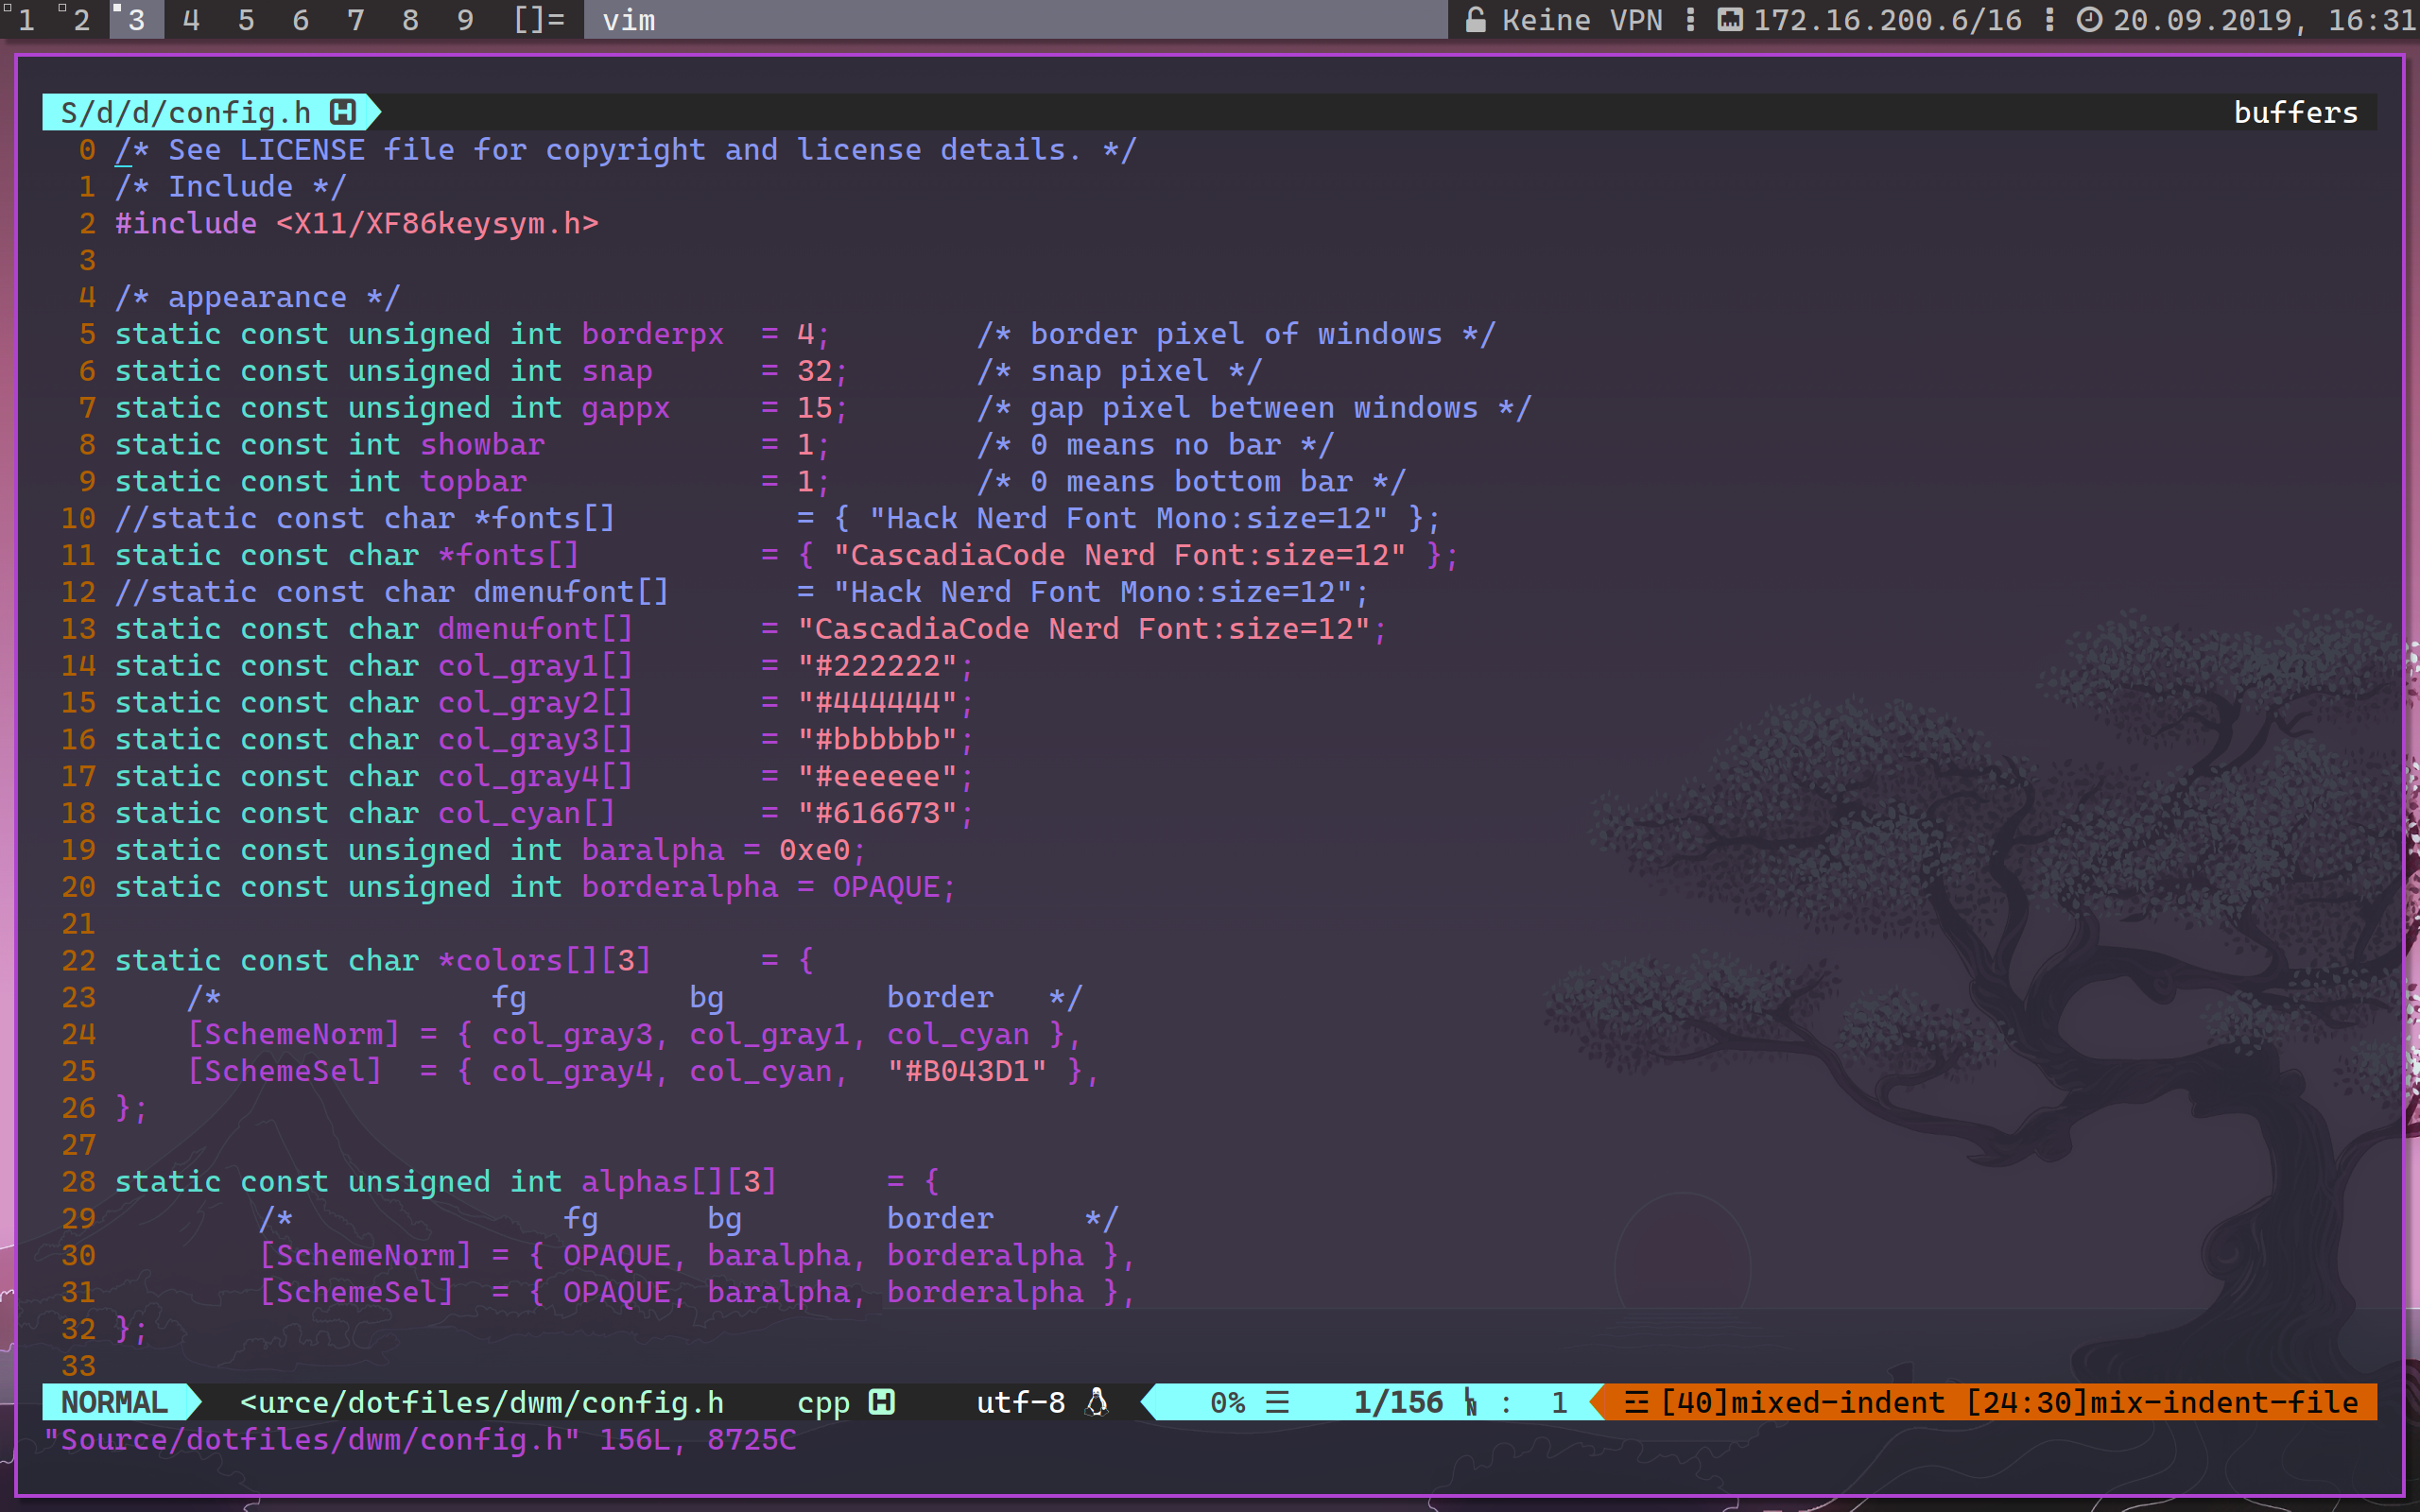 1 2 3 4 5 6 7 8 9 []= vim Keine VPN 172.16.200.6/16 20.09.2019, 16:31
S/d/d/config.h H buffers
0 /* See LICENSE file for copyright and license details. */
1 /* Include */
2 #include <X11/XF86keysym.h>
3
4 /* appearance */
5 static const unsigned int borderpx  = 4;        /* border pixel of windows */
6 static const unsigned int snap      = 32;       /* snap pixel */
7 static const unsigned int gappx     = 15;       /* gap pixel between windows */
8 static const int showbar            = 1;        /* 0 means no bar */
9 static const int topbar             = 1;        /* 0 means bottom bar */
10 //static const char *fonts[]          = { "Hack Nerd Font Mono:size=12" };
11 static const char *fonts[]          = { "CascadiaCode Nerd Font:size=12" };
12 //static const char dmenufont[]       = "Hack Nerd Font Mono:size=12";
13 static const char dmenufont[]       = "CascadiaCode Nerd Font:size=12";
14 static const char col_gray1[]       = "#222222";
15 static const char col_gray2[]       = "#444444";
16 static const char col_gray3[]       = "#bbbbbb";
17 static const char col_gray4[]       = "#eeeeee";
18 static const char col_cyan[]        = "#616673";
19 static const unsigned int baralpha = 0xe0;
20 static const unsigned int borderalpha = OPAQUE;
21
22 static const char *colors[][3]      = {
23     /*               fg         bg         border   */
24     [SchemeNorm] = { col_gray3, col_gray1, col_cyan },
25     [SchemeSel]  = { col_gray4, col_cyan,  "#B043D1" },
26 };
27
28 static const unsigned int alphas[][3]      = {
29         /*               fg      bg        border     */
30         [SchemeNorm] = { OPAQUE, baralpha, borderalpha },
31         [SchemeSel]  = { OPAQUE, baralpha, borderalpha },
32 };
33
NORMAL <urce/dotfiles/dwm/config.h cpp H utf-8 0% ☰ 1/156 : 1 ☲ [40]mixed-indent [24:30]mix-indent-file
"Source/dotfiles/dwm/config.h" 156L, 8725C